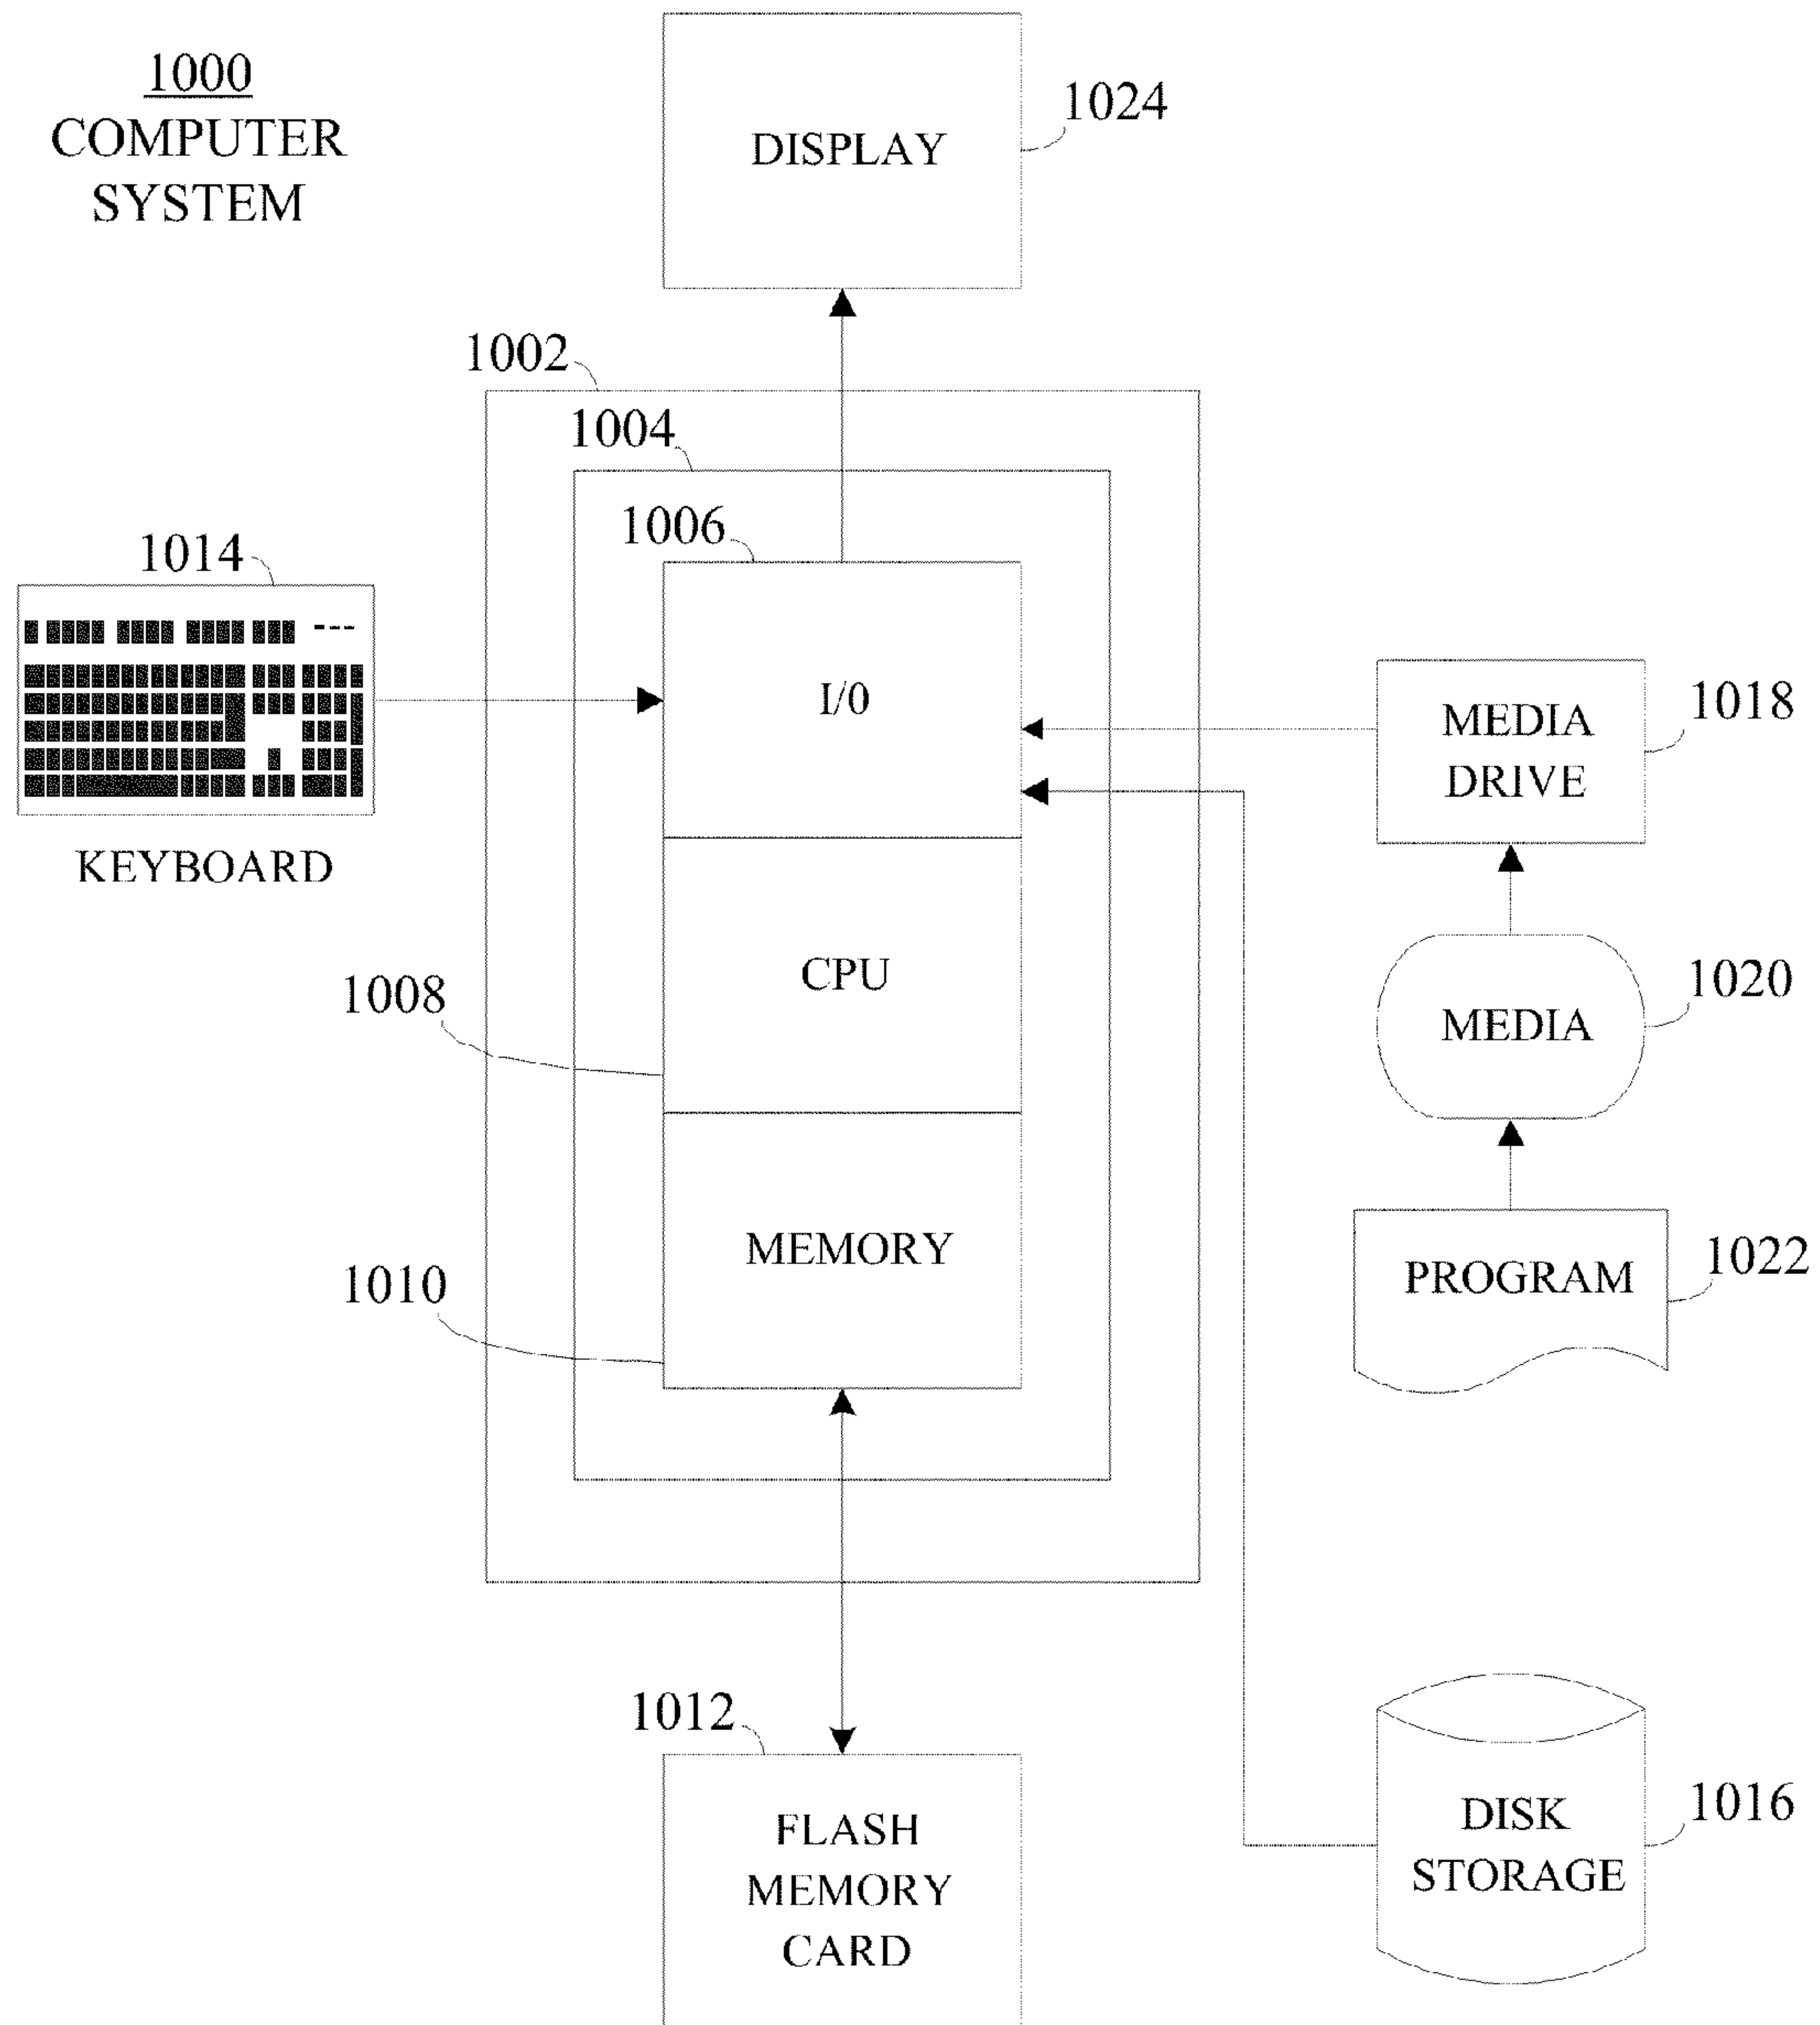 1000
COMPUTER
SYSTEM
DISPLAY
1024
1002
1004
1006
1014
I/0
KEYBOARD
MEDIA
DRIVE
1018
CPU
1008
MEDIA
1020
MEMORY
1010
PROGRAM
1022
1012
FLASH
MEMORY
CARD
DISK
STORAGE
1016